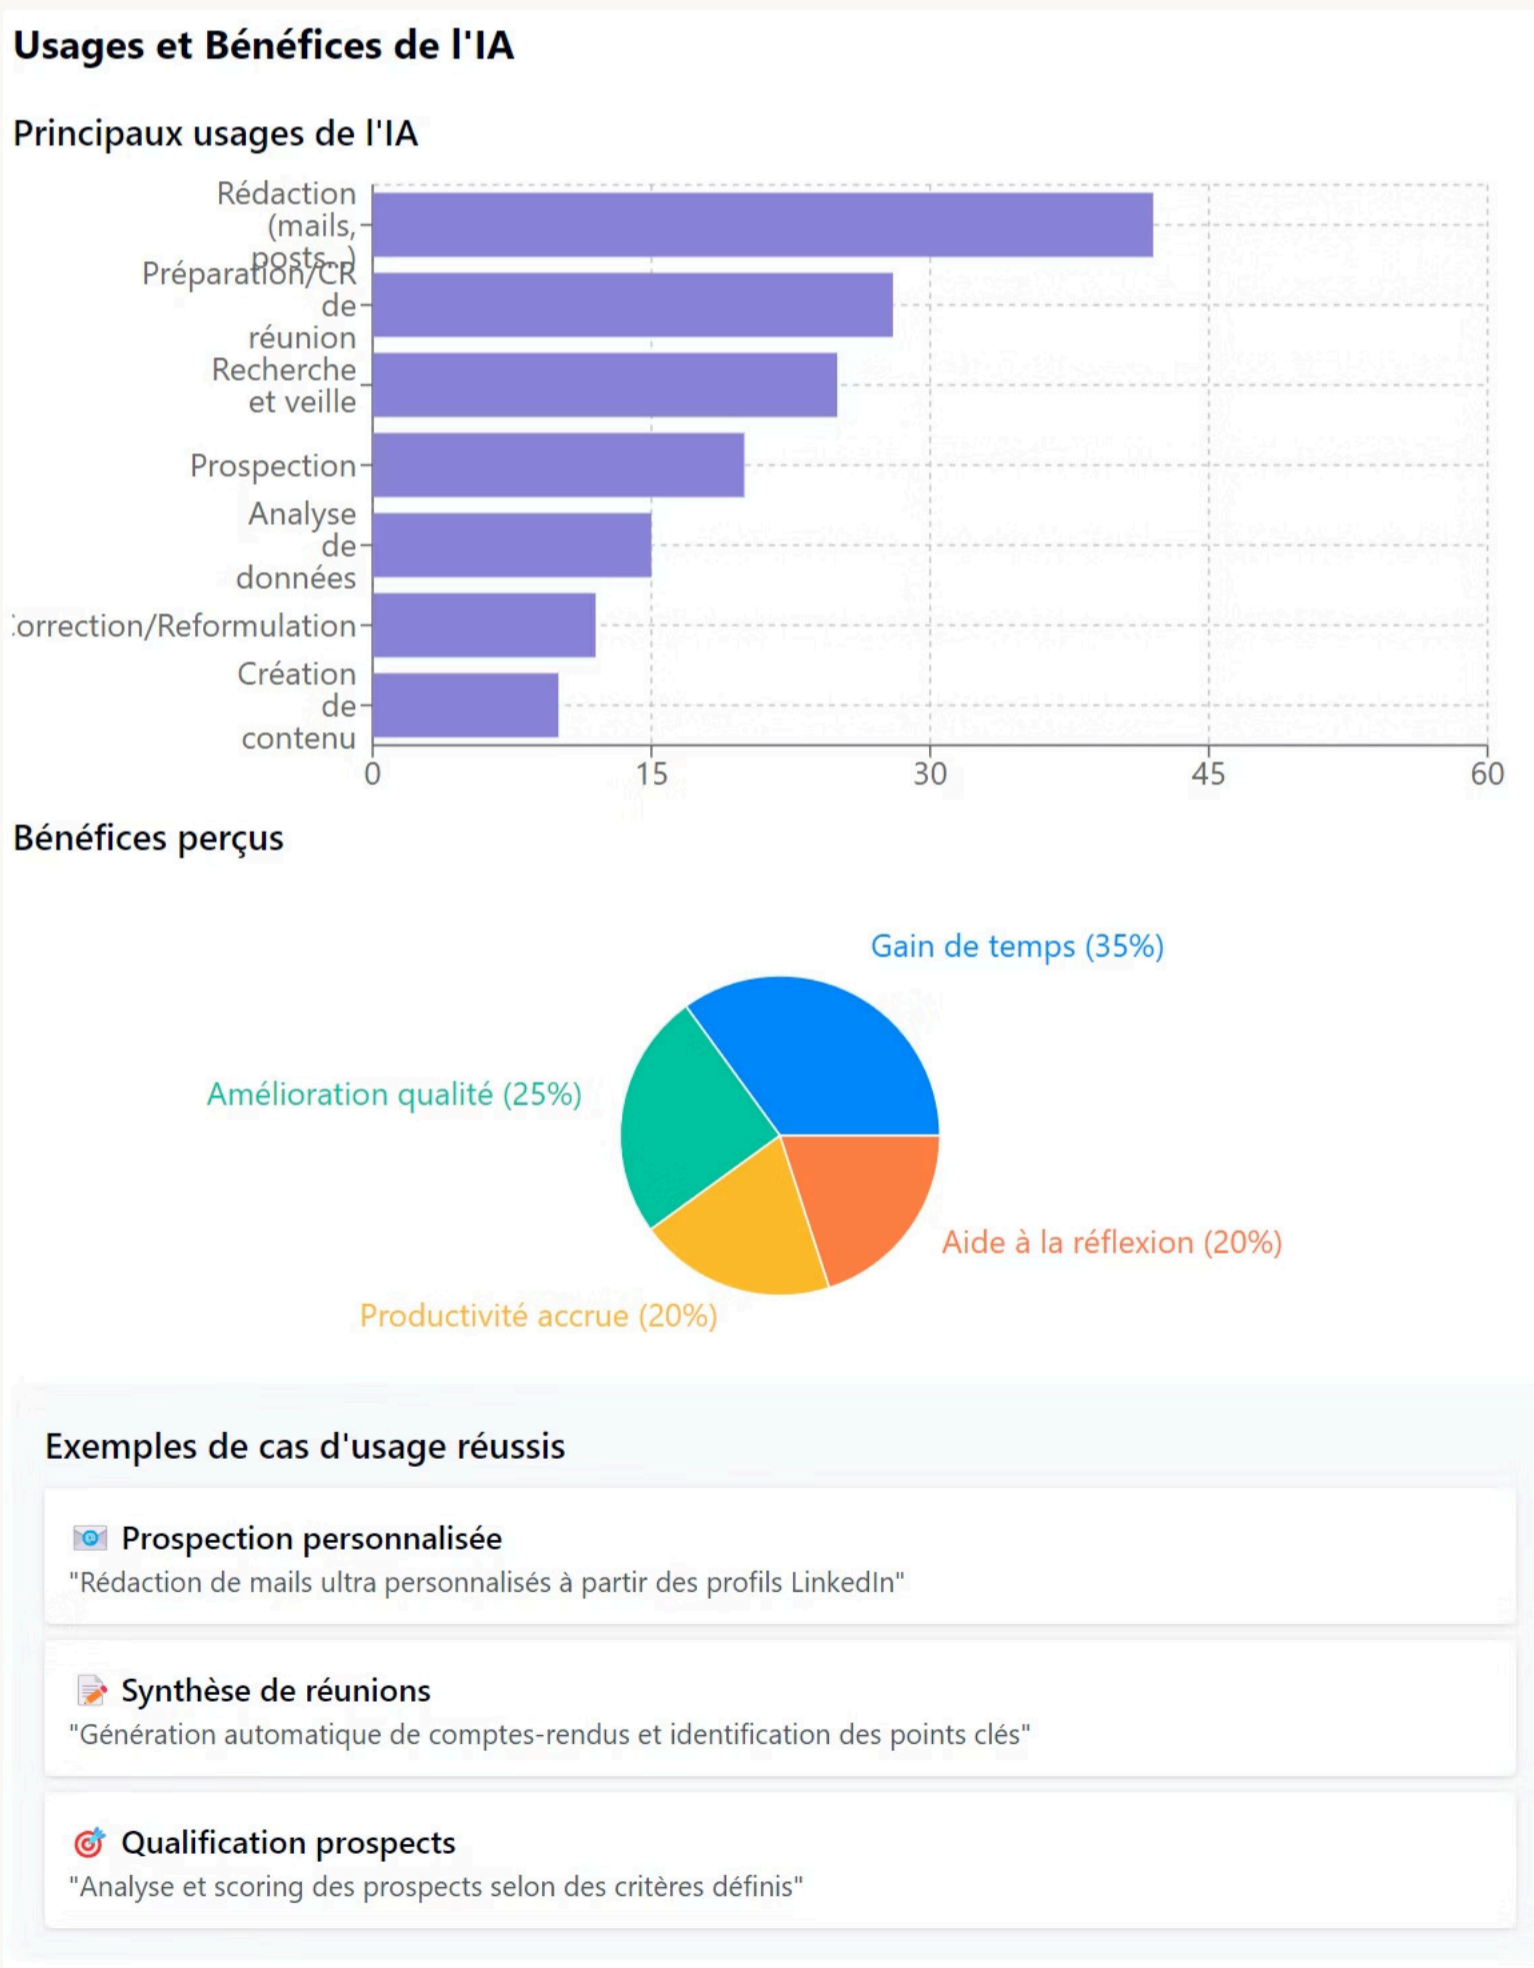 Usages et Bénéfices de l'IA
Principaux usages de l'IA
Rédaction
(mails,
posts...)
Préparation/CR
de
réunion
Recherche
et veille
Prospection
Analyse
de
données
orrection/Reformulation
Création
de
contenu
0 15 30 45 60
Bénéfices perçus
Gain de temps (35%)
Amélioration qualité (25%)
Aide à la réflexion (20%)
Productivité accrue (20%)
Exemples de cas d'usage réussis
Prospection personnalisée
"Rédaction de mails ultra personnalisés à partir des profils LinkedIn"
Synthèse de réunions
"Génération automatique de comptes-rendus et identification des points clés"
Qualification prospects
"Analyse et scoring des prospects selon des critères définis"